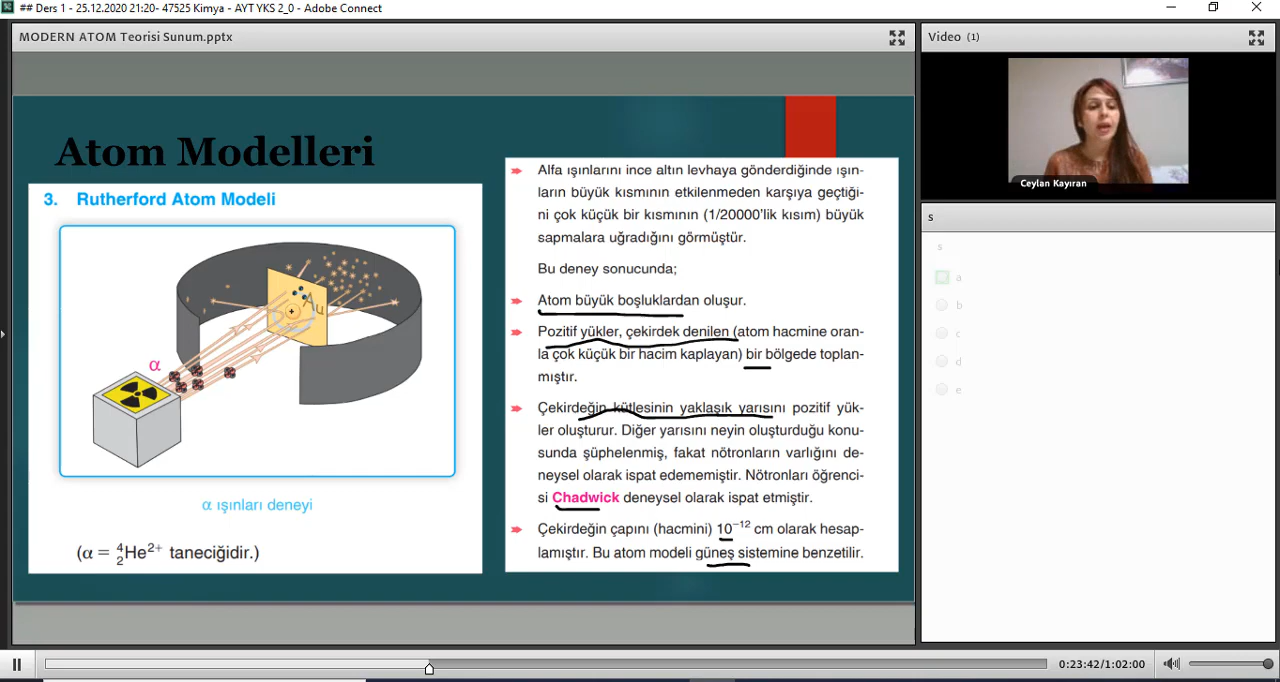 ## Ders 1 - 25.12.2020 21:20- 47525 Kimya - AYT YKS 2_0 - Adobe Connect
MODERN ATOM Teorisi Sunum.pptx
Atom Modelleri
3. Rutherford Atom Modeli
Au
+
α
α ışınları deneyi
(α = ⁴₂He²⁺ taneciğidir.)
Alfa ışınlarını ince altın levhaya gönderdiğinde ışın-
ların büyük kısmının etkilenmeden karşıya geçtiği-
ni çok küçük bir kısmının (1/20000'lik kısım) büyük
sapmalara uğradığını görmüştür.
Bu deney sonucunda;
Atom büyük boşluklardan oluşur.
Pozitif yükler, çekirdek denilen (atom hacmine oran-
la çok küçük bir hacim kaplayan) bir bölgede toplan-
mıştır.
Çekirdeğin kütlesinin yaklaşık yarısını pozitif yük-
ler oluşturur. Diğer yarısını neyin oluşturduğu konu-
sunda şüphelenmiş, fakat nötronların varlığını de-
neysel olarak ispat edememiştir. Nötronları öğrenci-
si Chadwick deneysel olarak ispat etmiştir.
Çekirdeğin çapını (hacmini) 10⁻¹² cm olarak hesap-
lamıştır. Bu atom modeli güneş sistemine benzetilir.
Video (1)
Ceylan Kayıran
s
s
a
b
c
d
e
0:23:42/1:02:00